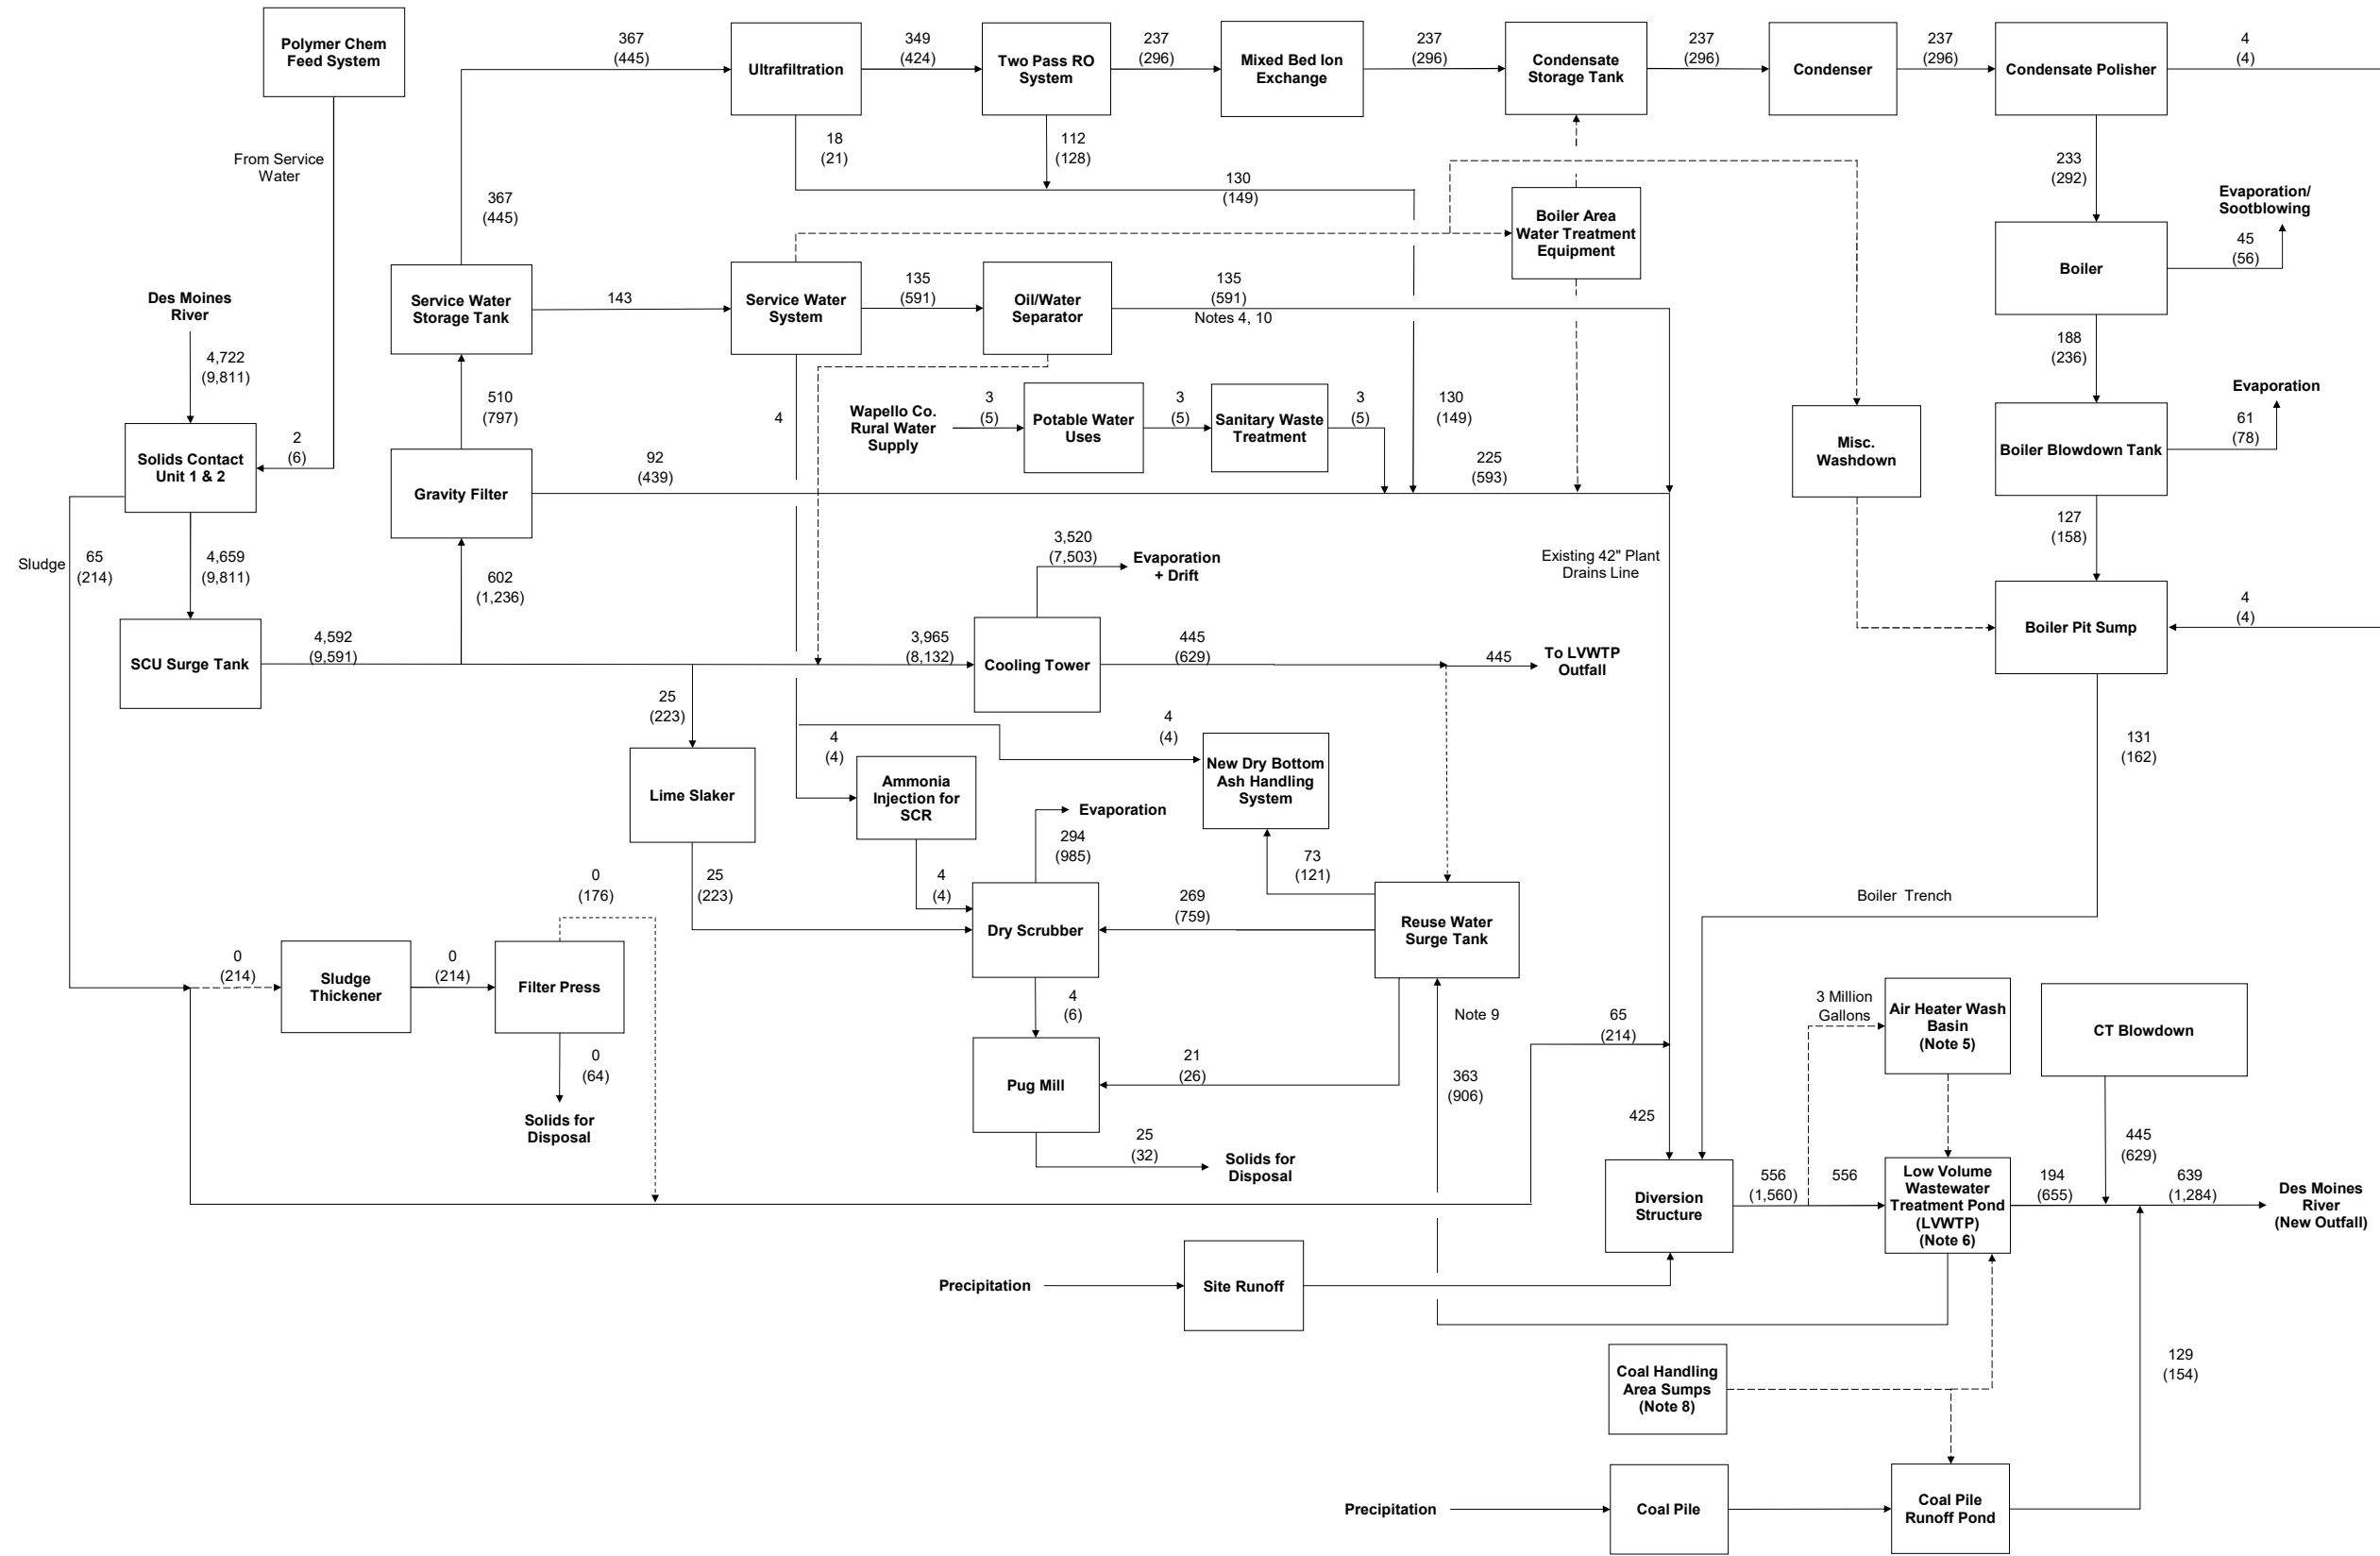 Polymer Chem
Feed System
367
(445)
Ultrafiltration
349
(424)
Two Pass RO
System
237
(296)
Mixed Bed Ion
Exchange
237
(296)
Condensate
Storage Tank
237
(296)
Condenser
237
(296)
Condensate Polisher
4
(4)
From Service
Water
18
(21)
112
(128)
130
(149)
233
(292)
367
(445)
Boiler Area
Water Treatment
Equipment
Evaporation/
Sootblowing
45
(56)
Boiler
Des Moines
River
4,722
(9,811)
Service Water
Storage Tank
143
Service Water
System
135
(591)
Oil/Water
Separator
135
(591)
Notes 4, 10
188
(236)
510
(797)
4
Wapello Co.
Rural Water
Supply
3
(5)
Potable Water
Uses
3
(5)
Sanitary Waste
Treatment
3
(5)
130
(149)
Evaporation
61
(78)
2
(6)
Solids Contact
Unit 1 & 2
Gravity Filter
92
(439)
225
(593)
Misc.
Washdown
Boiler Blowdown Tank
127
(158)
Sludge
65
(214)
4,659
(9,811)
602
(1,236)
3,520
(7,503)
Evaporation
+ Drift
Existing 42" Plant
Drains Line
SCU Surge Tank
4,592
(9,591)
3,965
(8,132)
Cooling Tower
445
(629)
445
To LVWTP
Outfall
Boiler Pit Sump
4
(4)
25
(223)
4
(4)
4
(4)
131
(162)
Lime Slaker
Ammonia
Injection for
SCR
New Dry Bottom
Ash Handling
System
Evaporation
294
(985)
73
(121)
0
(176)
25
(223)
4
(4)
Dry Scrubber
269
(759)
Reuse Water
Surge Tank
Boiler  Trench
0
(214)
Sludge
Thickener
0
(214)
Filter Press
4
(6)
Note 9
65
(214)
3 Million
Gallons
Air Heater Wash
Basin
(Note 5)
CT Blowdown
0
(64)
Solids for
Disposal
Pug Mill
21
(26)
363
(906)
425
25
(32)
Solids for
Disposal
Diversion
Structure
556
(1,560)
556
Low Volume
Wastewater
Treatment Pond
(LVWTP)
(Note 6)
194
(655)
445
(629)
639
(1,284)
Des Moines
River
(New Outfall)
Precipitation
Site Runoff
Coal Handling
Area Sumps
(Note 8)
129
(154)
Precipitation
Coal Pile
Coal Pile
Runoff Pond